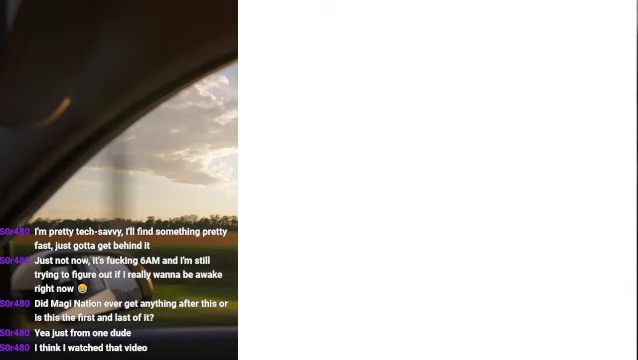 S0r480 I'm pretty tech-savvy, I'll find something pretty
fast, just gotta get behind it
S0r480 Just not now, it's fucking 6AM and I'm still
trying to figure out if I really wanna be awake
right now 😂
S0r480 Did Magi Nation ever get anything after this or
is this the first and last of it?
S0r480 Yea just from one dude
S0r480 I think I watched that video